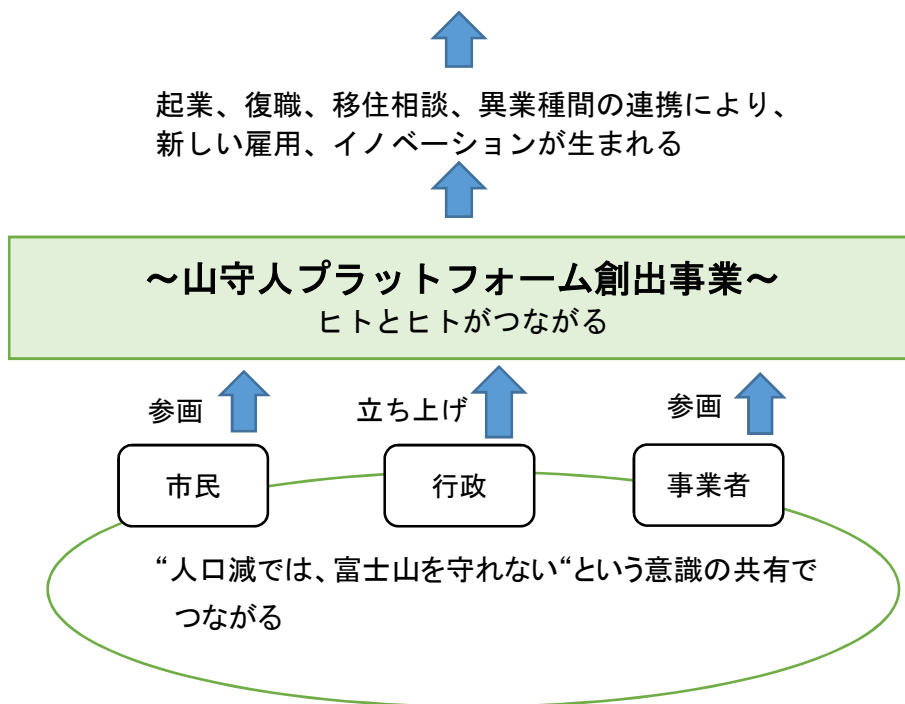 起業、復職、移住相談、異業種間の連携により、
新しい雇用、イノベーションが生まれる
～山守人プラットフォーム創出事業～
ヒトとヒトがつながる
参画
立ち上げ
参画
市民
行政
事業者
“人口減では、富士山を守れない“という意識の共有で
つながる